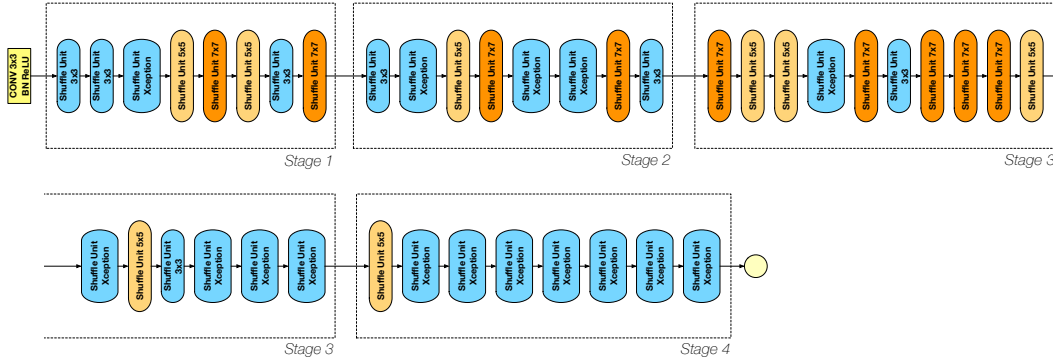 CONV 3x3
BN ReLU
Shuffle Unit
3x3
Shuffle Unit
3x3
Shuffle Unit
Xception
Shuffle Unit 5x5
Shuffle Unit 7x7
Shuffle Unit 5x5
Shuffle Unit
3x3
Shuffle Unit 7x7
Stage 1
Shuffle Unit
3x3
Shuffle Unit
Xception
Shuffle Unit 5x5
Shuffle Unit 7x7
Shuffle Unit
Xception
Shuffle Unit
Xception
Shuffle Unit 7x7
Shuffle Unit
3x3
Stage 2
Shuffle Unit 7x7
Shuffle Unit 5x5
Shuffle Unit 5x5
Shuffle Unit
Xception
Shuffle Unit 7x7
Shuffle Unit
3x3
Shuffle Unit 7x7
Shuffle Unit 7x7
Shuffle Unit 7x7
Shuffle Unit 5x5
Stage 3
Shuffle Unit
Xception
Shuffle Unit 5x5
Shuffle Unit
3x3
Shuffle Unit
Xception
Shuffle Unit
Xception
Shuffle Unit
Xception
Stage 3
Shuffle Unit 5x5
Shuffle Unit
Xception
Shuffle Unit
Xception
Shuffle Unit
Xception
Shuffle Unit
Xception
Shuffle Unit
Xception
Shuffle Unit
Xception
Shuffle Unit
Xception
Stage 4